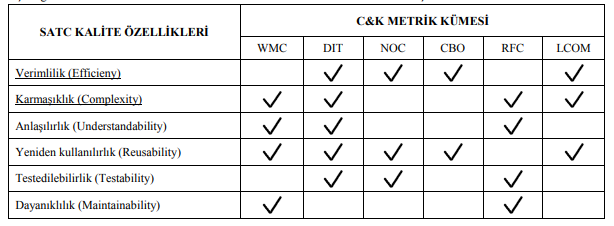 SATC KALİTE ÖZELLİKLERİ
C&K METRİK KÜMESİ
WMC DIT NOC CBO RFC LCOM
Verimlilik (Efficieny) ✓ ✓ ✓ ✓
Karmaşıklık (Complexity) ✓ ✓ ✓ ✓
Anlaşılırlık (Understandability) ✓ ✓ ✓
Yeniden kullanılırlık (Reusability) ✓ ✓ ✓ ✓ ✓
Testedilebilirlik (Testability) ✓ ✓ ✓
Dayanıklılık (Maintainability) ✓ ✓